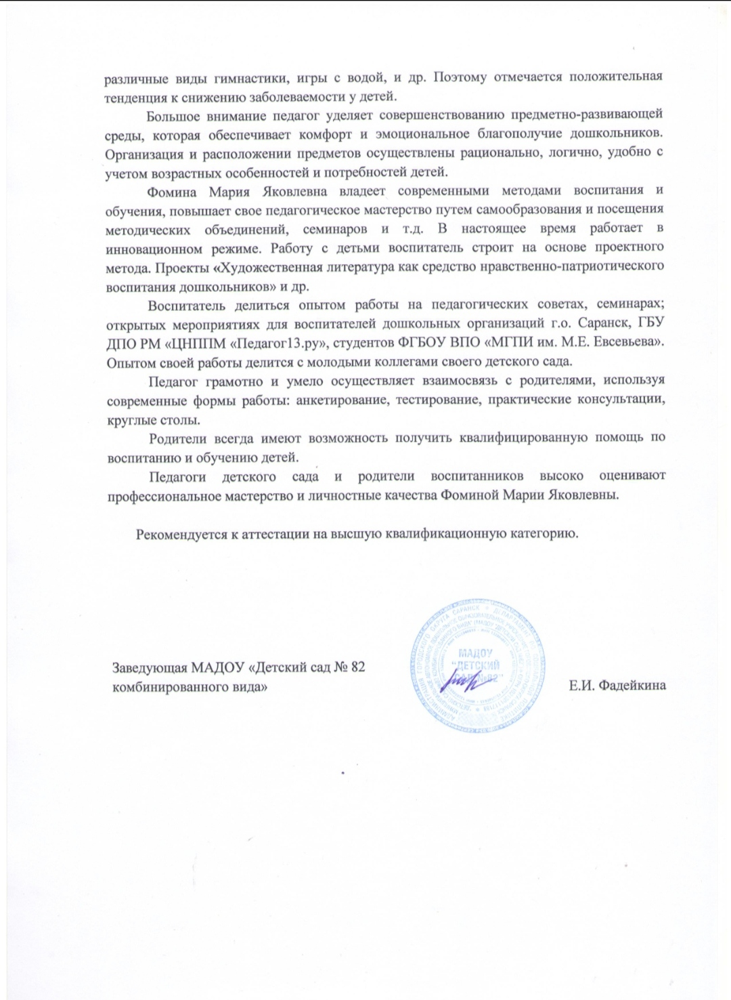 различные виды гимнастики, игры с водой, и др. Поэтому отмечается положительная
тенденция к снижению заболеваемости у детей.
Большое внимание педагог уделяет совершенствованию предметно-развивающей
среды, которая обеспечивает комфорт и эмоциональное благополучие дошкольников.
Организация и расположении предметов осуществлены рационально, логично, удобно с
учетом возрастных особенностей и потребностей детей.
Фомина Мария Яковлевна владеет современными методами воспитания и
обучения, повышает свое педагогическое мастерство путем самообразования и посещения
методических объединений, семинаров и т.д. В настоящее время работает в
инновационном режиме. Работу с детьми воспитатель строит на основе проектного
метода. Проекты «Художественная литература как средство нравственно-патриотического
воспитания дошкольников» и др.
Воспитатель делиться опытом работы на педагогических советах, семинарах;
открытых мероприятиях для воспитателей дошкольных организаций г.о. Саранск, ГБУ
ДПО РМ «ЦНППМ «Педагог13.ру», студентов ФГБОУ ВПО «МГПИ им. М.Е. Евсевьева».
Опытом своей работы делится с молодыми коллегами своего детского сада.
Педагог грамотно и умело осуществляет взаимосвязь с родителями, используя
современные формы работы: анкетирование, тестирование, практические консультации,
круглые столы.
Родители всегда имеют возможность получить квалифицированную помощь по
воспитанию и обучению детей.
Педагоги детского сада и родители воспитанников высоко оценивают
профессиональное мастерство и личностные качества Фоминой Марии Яковлевны.
Рекомендуется к аттестации на высшую квалификационную категорию.
Заведующая МАДОУ «Детский сад № 82
комбинированного вида»
МАДОУ
"ДЕТСКИЙ
САД №82"
Е.И. Фадейкина